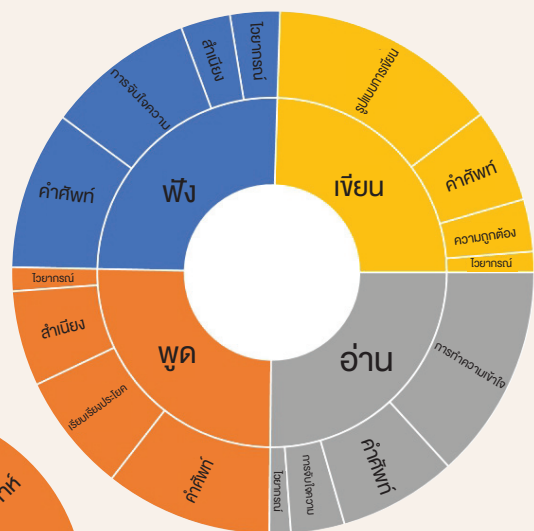 ไวยากรณ์
สำเนียง
การจับใจความ
คำศัพท์
ฟัง
รูปแบบการเขียน
คำศัพท์
ความถูกต้อง
ไวยากรณ์
เขียน
ไวยากรณ์
สำเนียง
เรียบเรียงประโยค
คำศัพท์
พูด
การทำความเข้าใจ
คำศัพท์
การจับใจความ
ไวยากรณ์
อ่าน